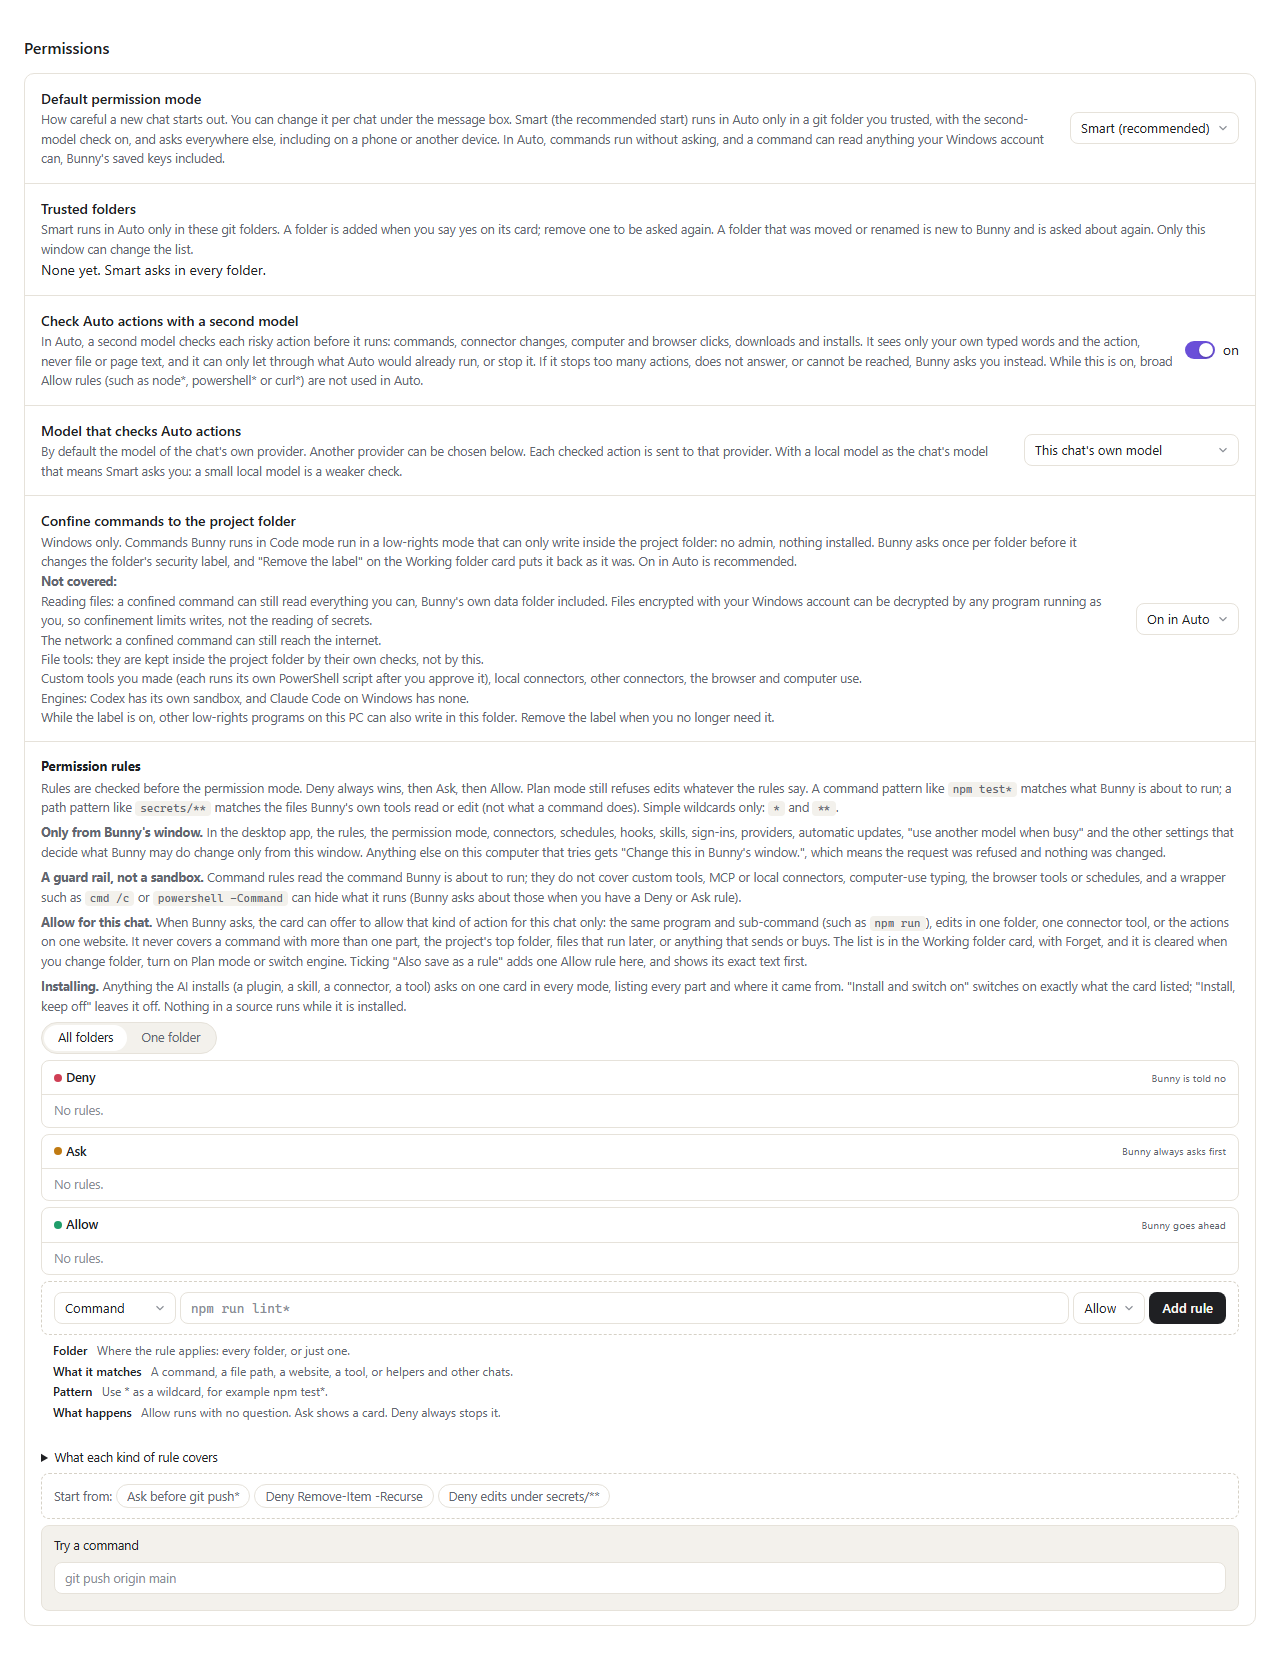 Permissions
Default permission mode
How careful a new chat starts out. You can change it per chat under the message box. Smart (the recommended start) runs in Auto only in a git folder you trusted, with the second-
model check on, and asks everywhere else, including on a phone or another device. In Auto, commands run without asking, and a command can read anything your Windows account
can, Bunny's saved keys included.
Smart (recommended)
Trusted folders
Smart runs in Auto only in these git folders. A folder is added when you say yes on its card; remove one to be asked again. A folder that was moved or renamed is new to Bunny and is asked about again. Only this
window can change the list.
None yet. Smart asks in every folder.
Check Auto actions with a second model
In Auto, a second model checks each risky action before it runs: commands, connector changes, computer and browser clicks, downloads and installs. It sees only your own typed words and the action,
never file or page text, and it can only let through what Auto would already run, or stop it. If it stops too many actions, does not answer, or cannot be reached, Bunny asks you instead. While this is on, broad
Allow rules (such as node*, powershell* or curl*) are not used in Auto.
on
Model that checks Auto actions
By default the model of the chat's own provider. Another provider can be chosen below. Each checked action is sent to that provider. With a local model as the chat's model
that means Smart asks you: a small local model is a weaker check.
This chat's own model
Confine commands to the project folder
Windows only. Commands Bunny runs in Code mode run in a low-rights mode that can only write inside the project folder: no admin, nothing installed. Bunny asks once per folder before it
changes the folder's security label, and "Remove the label" on the Working folder card puts it back as it was. On in Auto is recommended.
Not covered:
Reading files: a confined command can still read everything you can, Bunny's own data folder included. Files encrypted with your Windows account can be decrypted by any program running as
you, so confinement limits writes, not the reading of secrets.
The network: a confined command can still reach the internet.
File tools: they are kept inside the project folder by their own checks, not by this.
Custom tools you made (each runs its own PowerShell script after you approve it), local connectors, other connectors, the browser and computer use.
Engines: Codex has its own sandbox, and Claude Code on Windows has none.
While the label is on, other low-rights programs on this PC can also write in this folder. Remove the label when you no longer need it.
On in Auto
Permission rules
Rules are checked before the permission mode. Deny always wins, then Ask, then Allow. Plan mode still refuses edits whatever the rules say. A command pattern like npm test* matches what Bunny is about to run; a
path pattern like secrets/** matches the files Bunny's own tools read or edit (not what a command does). Simple wildcards only: * and **.
Only from Bunny's window. In the desktop app, the rules, the permission mode, connectors, schedules, hooks, skills, sign-ins, providers, automatic updates, "use another model when busy" and the other settings that
decide what Bunny may do change only from this window. Anything else on this computer that tries gets "Change this in Bunny's window.", which means the request was refused and nothing was changed.
A guard rail, not a sandbox. Command rules read the command Bunny is about to run; they do not cover custom tools, MCP or local connectors, computer-use typing, the browser tools or schedules, and a wrapper
such as cmd /c or powershell -Command can hide what it runs (Bunny asks about those when you have a Deny or Ask rule).
Allow for this chat. When Bunny asks, the card can offer to allow that kind of action for this chat only: the same program and sub-command (such as npm run), edits in one folder, one connector tool, or the actions
on one website. It never covers a command with more than one part, the project's top folder, files that run later, or anything that sends or buys. The list is in the Working folder card, with Forget, and it is cleared when
you change folder, turn on Plan mode or switch engine. Ticking "Also save as a rule" adds one Allow rule here, and shows its exact text first.
Installing. Anything the AI installs (a plugin, a skill, a connector, a tool) asks on one card in every mode, listing every part and where it came from. "Install and switch on" switches on exactly what the card listed; "Install,
keep off" leaves it off. Nothing in a source runs while it is installed.
All folders One folder
Deny Bunny is told no
No rules.
Ask Bunny always asks first
No rules.
Allow Bunny goes ahead
No rules.
Command npm run lint* Allow Add rule
Folder Where the rule applies: every folder, or just one.
What it matches A command, a file path, a website, a tool, or helpers and other chats.
Pattern Use * as a wildcard, for example npm test*.
What happens Allow runs with no question. Ask shows a card. Deny always stops it.
What each kind of rule covers
Start from: Ask before git push* Deny Remove-Item -Recurse Deny edits under secrets/**
Try a command
git push origin main